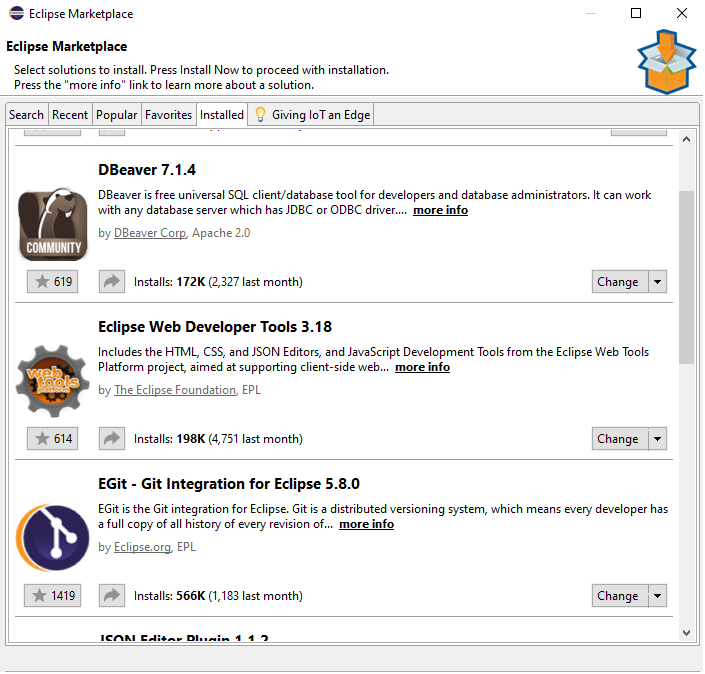 Eclipse Marketplace
Eclipse Marketplace
Select solutions to install. Press Install Now to proceed with installation.
Press the "more info" link to learn more about a solution.
Search Recent Popular Favorites Installed Giving IoT an Edge
DBeaver 7.1.4
DBeaver is free universal SQL client/database tool for developers and database administrators. It can work
with any database server which has JDBC or ODBC driver.... more info
COMMUNITY
by DBeaver Corp, Apache 2.0
619 Installs: 172K (2,327 last month) Change
Eclipse Web Developer Tools 3.18
Includes the HTML, CSS, and JSON Editors, and JavaScript Development Tools from the Eclipse Web Tools
Platform project, aimed at supporting client-side web... more info
web
tools
platform
by The Eclipse Foundation, EPL
614 Installs: 198K (4,751 last month) Change
EGit - Git Integration for Eclipse 5.8.0
EGit is the Git integration for Eclipse. Git is a distributed versioning system, which means every developer has
a full copy of all history of every revision of... more info
by Eclipse.org, EPL
1419 Installs: 566K (1,183 last month) Change
JSON Editor Plugin 1.1.2